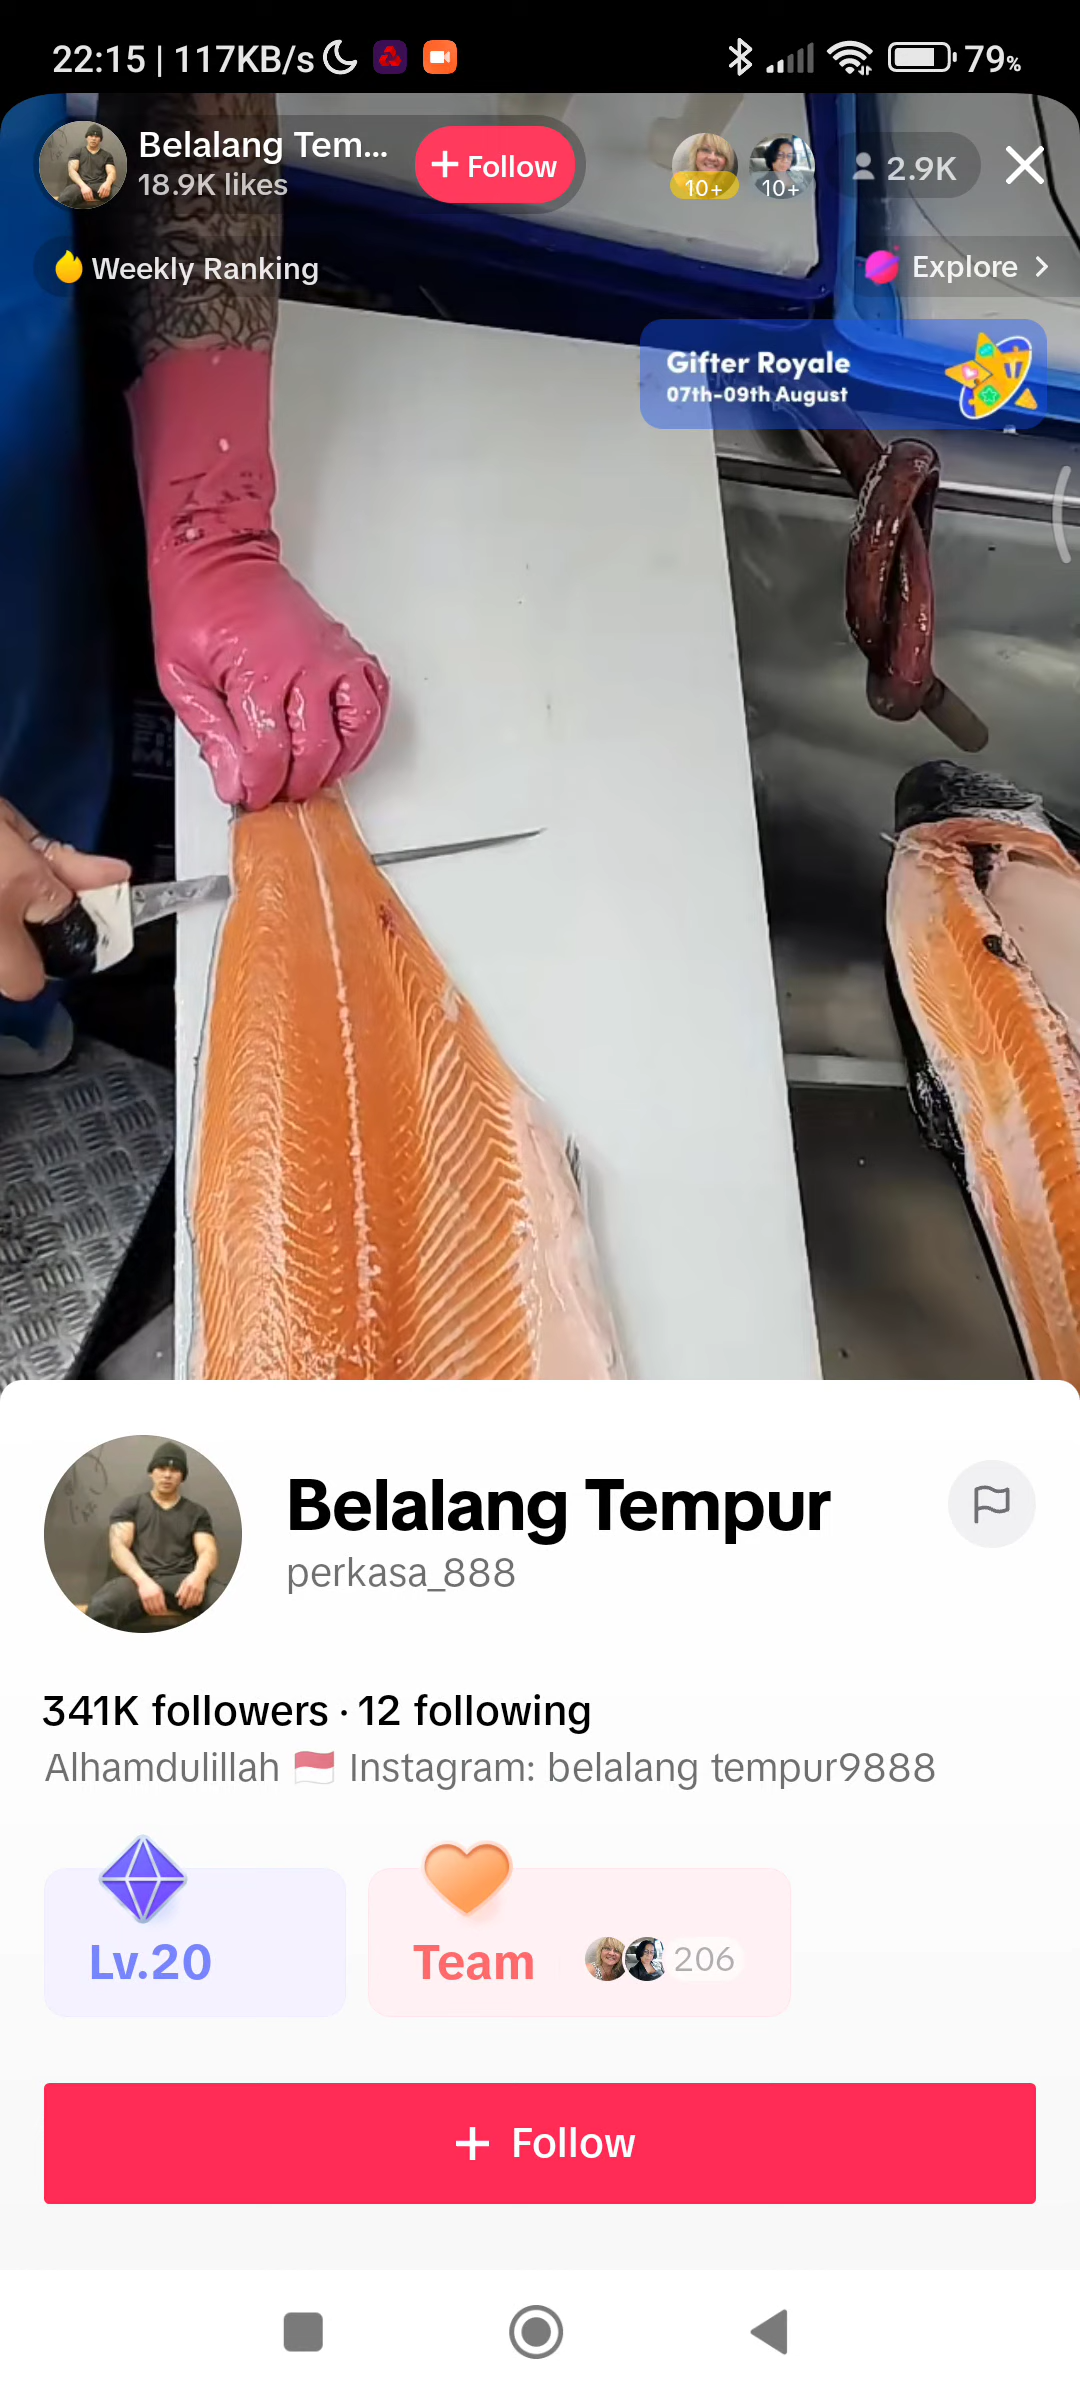 22:15 | 117KB/s
79%
Belalang Tem...
18.9K likes
+ Follow
10+
10+
2.9K
Weekly Ranking
Explore >
Gifter Royale
07th-09th August
Belalang Tempur
perkasa_888
341K followers · 12 following
Alhamdulillah 🇮🇩 Instagram: belalang tempur9888
Lv.20
Team
206
+ Follow